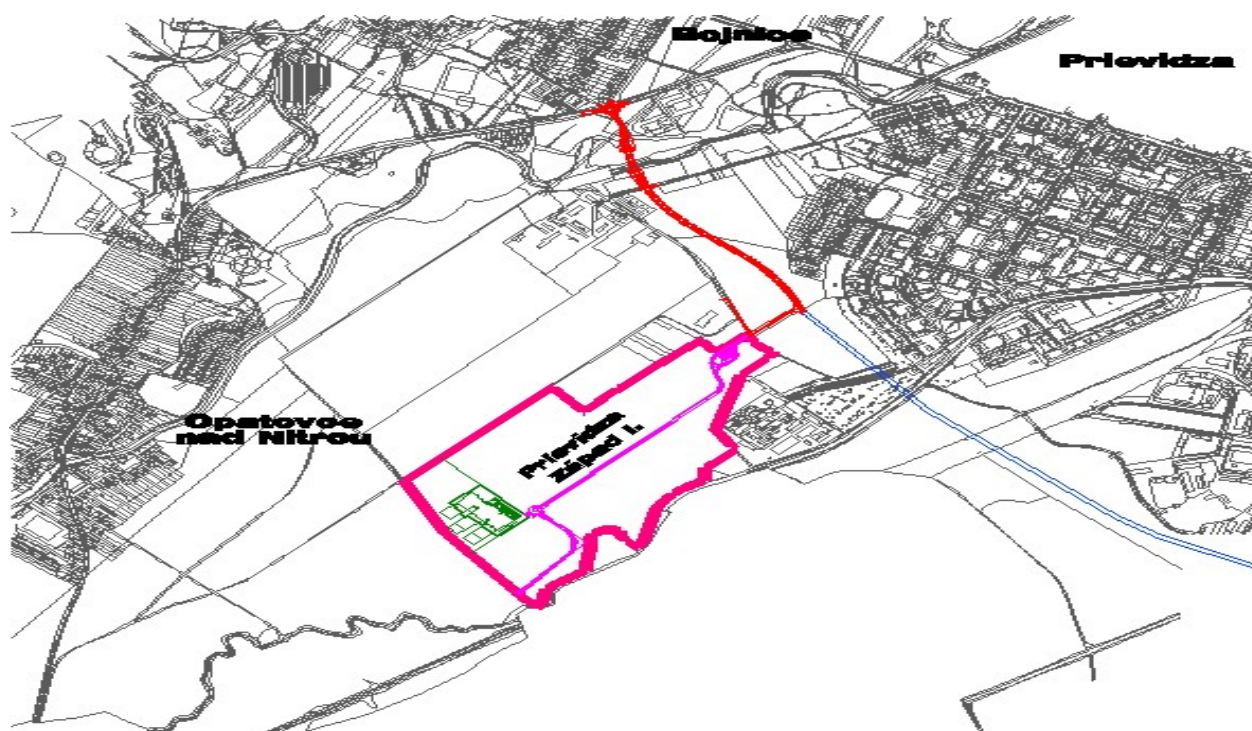 Bojnice
Prievidza
Opatovce
nad Nitrou
Prievidza
Západ I.